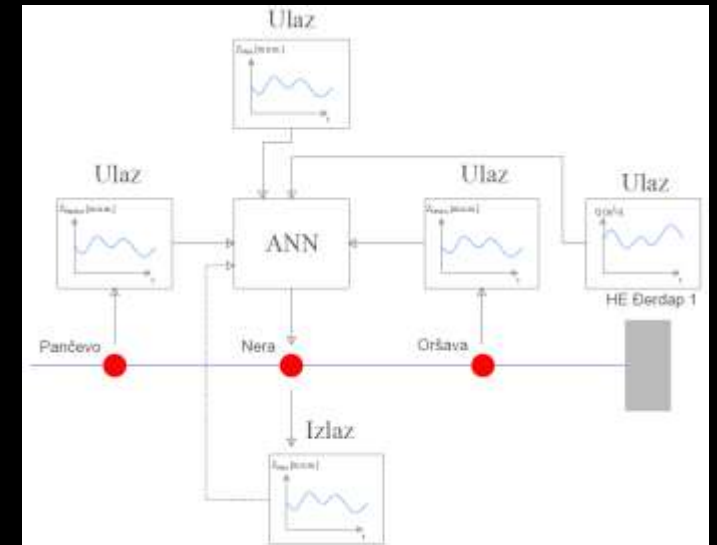 Ulaz
Ulaz
Ulaz
Ulaz
ANN
HE Đerdap 1
Pančevo
Nera
Oršava
Izlaz